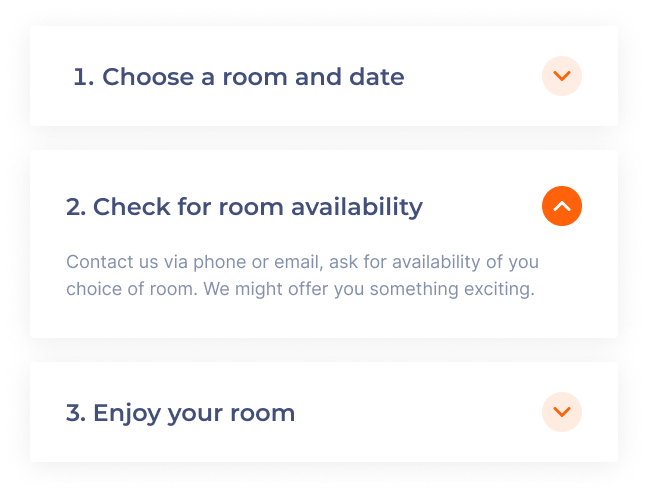 1. Choose a room and date
2. Check for room availability
Contact us via phone or email, ask for availability of you
choice of room. We might offer you something exciting.
3. Enjoy your room